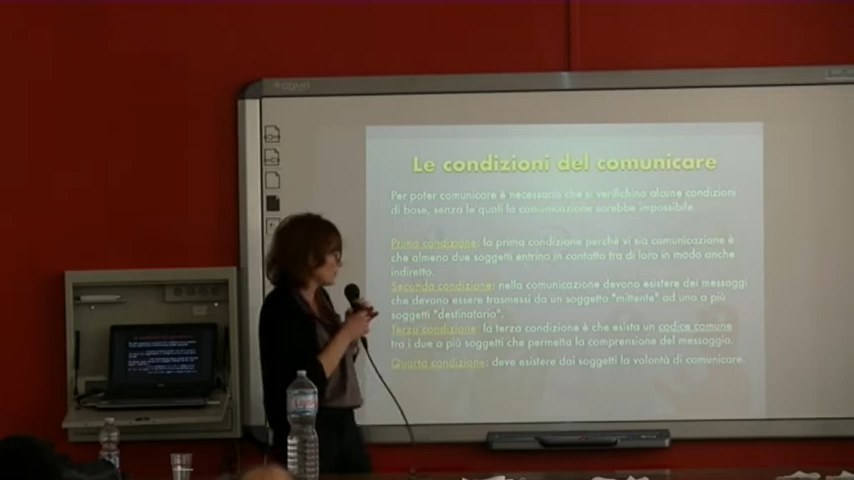 Le condizioni del comunicare
Per poter comunicare è necessario che si verifichino alcune condizioni
di base, senza le quali la comunicazione sarebbe impossibile.
Prima condizione: la prima condizione perché vi sia comunicazione è
che almeno due soggetti entrino in contatto tra di loro in modo anche
indiretto.
Seconda condizione: nella comunicazione devono esistere dei messaggi
che devono essere trasmessi da un soggetto "mittente" ad uno a più
soggetti "destinatario".
Terza condizione: la terza condizione è che esista un codice comune
tra i due a più soggetti che permetta la comprensione del messaggio.
Quarta condizione: deve esistere dai soggetti la volontà di comunicare.